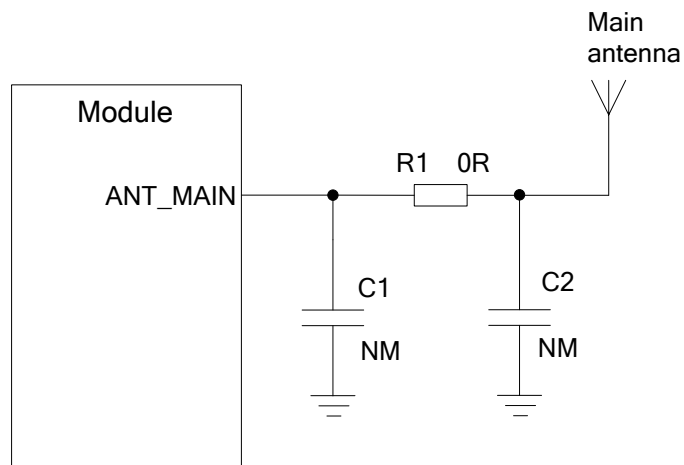 Main
antenna
Module
R1 0R
ANT_MAIN
C1
C2
NM
NM